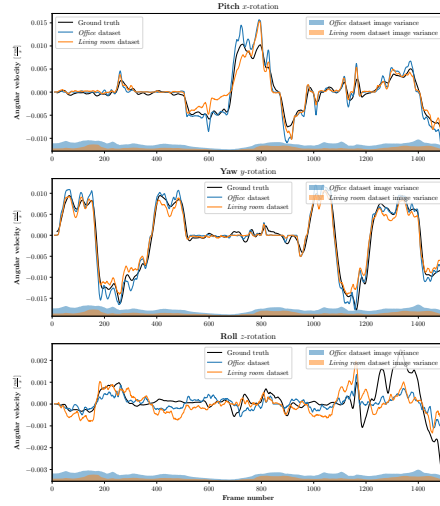 Pitch x-rotation
Angular velocity [rad/s]
0.015
0.010
0.005
0.000
−0.005
−0.010
Ground truth
Office dataset
Living room dataset
Office dataset image variance
Living room dataset image variance
0 200 400 600 800 1000 1200 1400
Yaw y-rotation
Angular velocity
0.010
0.005
0.000
−0.005
−0.010
−0.015
Ground truth
Office dataset
Living room dataset
Office dataset image variance
Living room dataset image variance
0 200 400 600 800 1000 1200 1400
Roll z-rotation
Angular velocity
0.002
0.001
0.000
−0.001
−0.002
−0.003
Ground truth
Office dataset
Living room dataset
Office dataset image variance
Living room dataset image variance
0 200 400 600 800 1000 1200 1400
Frame number